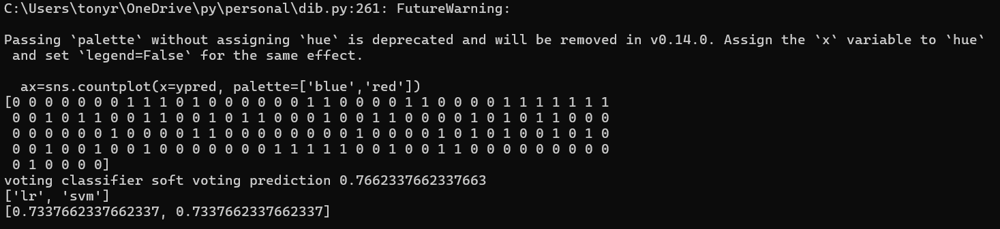 C:\Users\tonyr\OneDrive\py\personal\dib.py:261: FutureWarning:
Passing `palette` without assigning `hue` is deprecated and will be removed in v0.14.0. Assign the `x` variable to `hue`
 and set `legend=False` for the same effect.
  ax=sns.countplot(x=ypred, palette=['blue','red'])
[0 0 0 0 0 0 0 1 1 1 0 1 0 0 0 0 0 0 1 1 0 0 0 0 1 1 0 0 0 0 1 1 1 1 1 1 1
 0 0 1 0 1 1 0 0 1 1 0 0 1 0 1 1 0 0 0 1 0 0 1 1 0 0 0 0 1 0 1 0 1 1 0 0 0
 0 0 0 0 0 0 1 0 0 0 0 1 1 0 0 0 0 0 0 0 0 1 0 0 0 0 1 0 1 0 1 0 0 1 0 1 0
 0 0 1 0 0 1 0 0 1 0 0 0 0 0 0 0 1 1 1 1 1 0 0 1 0 0 1 1 0 0 0 0 0 0 0 0 0
 0 1 0 0 0 0]
voting classifier soft voting prediction 0.7662337662337663
['lr', 'svm']
[0.7337662337662337, 0.7337662337662337]